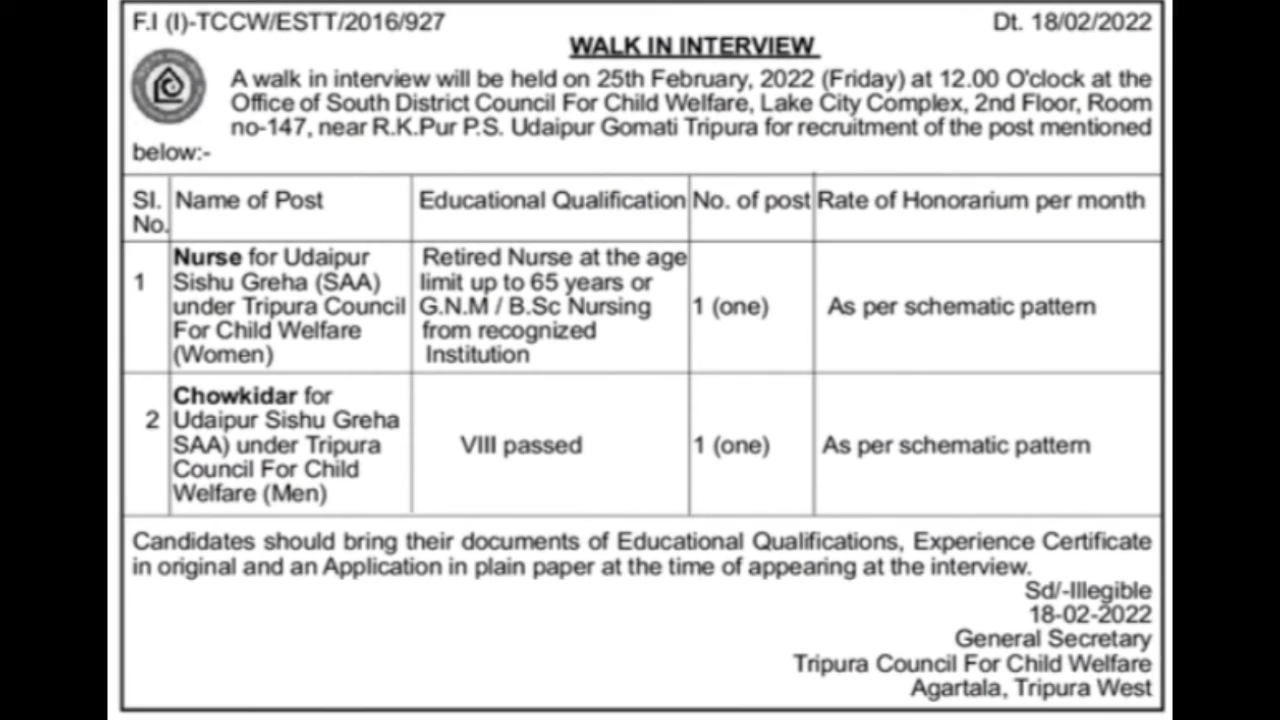 F.I (I)-TCCW/ESTT/2016/927 Dt. 18/02/2022
WALK IN INTERVIEW
A walk in interview will be held on 25th February, 2022 (Friday) at 12.00 O'clock at the
Office of South District Council For Child Welfare, Lake City Complex, 2nd Floor, Room
no-147, near R.K.Pur P.S. Udaipur Gomati Tripura for recruitment of the post mentioned
below:-
Sl. No. Name of Post Educational Qualification No. of post Rate of Honorarium per month
1
Nurse for Udaipur
Sishu Greha (SAA)
under Tripura Council
For Child Welfare
(Women)
Retired Nurse at the age
limit up to 65 years or
G.N.M / B.Sc Nursing
from recognized
Institution
1 (one)
As per schematic pattern
2
Chowkidar for
Udaipur Sishu Greha
SAA) under Tripura
Council For Child
Welfare (Men)
VIII passed
1 (one)
As per schematic pattern
Candidates should bring their documents of Educational Qualifications, Experience Certificate
in original and an Application in plain paper at the time of appearing at the interview.
Sd/-Illegible
18-02-2022
General Secretary
Tripura Council For Child Welfare
Agartala, Tripura West